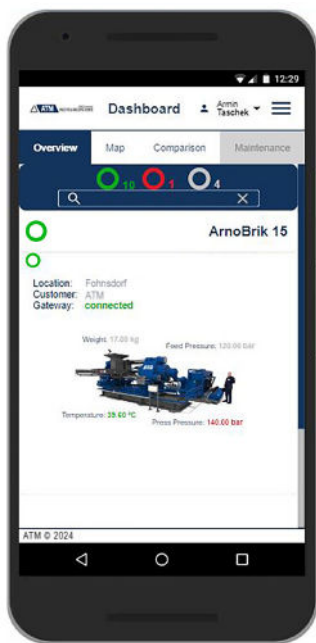 12:29
ATM Dashboard Armin Taschek
Overview Map Comparison Maintenance
10 1 4
ArnoBrik 15
Location: Fohnsdorf
Customer: ATM
Gateway: connected
Weight: 17.00 kg Feed Pressure: 120.00 bar
Temperature: 39.60 °C Press Pressure: 140.00 bar
ATM © 2024